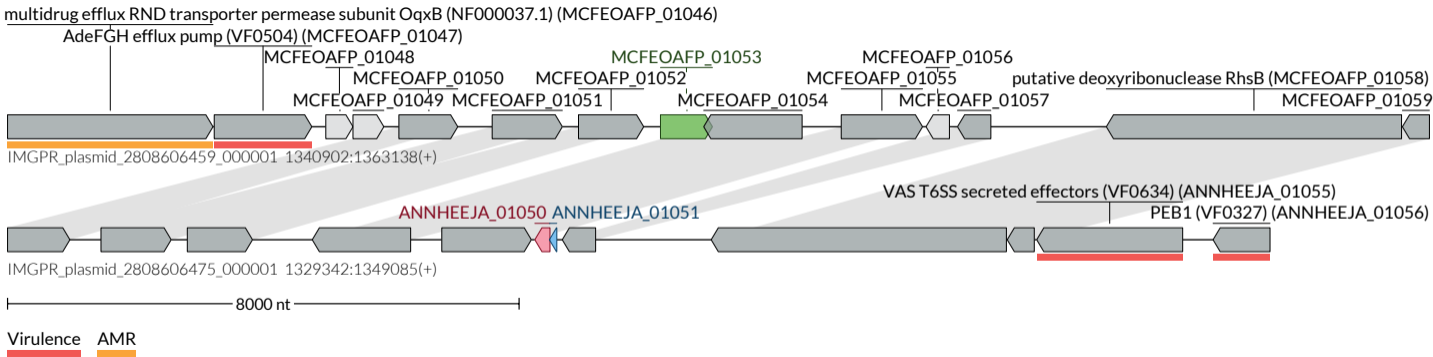 multidrug efflux RND transporter permease subunit OqxB (NF000037.1) (MCFEOAFP_01046)
AdeFGH efflux pump (VF0504) (MCFEOAFP_01047)
MCFEOAFP_01048 MCFEOAFP_01053 MCFEOAFP_01056
MCFEOAFP_01050 MCFEOAFP_01052 MCFEOAFP_01055 putative deoxyribonuclease RhsB (MCFEOAFP_01058)
MCFEOAFP_01049 MCFEOAFP_01051 MCFEOAFP_01054 MCFEOAFP_01057 MCFEOAFP_01059
IMGPR_plasmid_2808606459_000001 1340902:1363138(+)
VAS T6SS secreted effectors (VF0634) (ANNHEEJA_01055)
ANNHEEJA_01050 ANNHEEJA_01051 PEB1 (VF0327) (ANNHEEJA_01056)
IMGPR_plasmid_2808606475_000001 1329342:1349085(+)
8000 nt
Virulence AMR